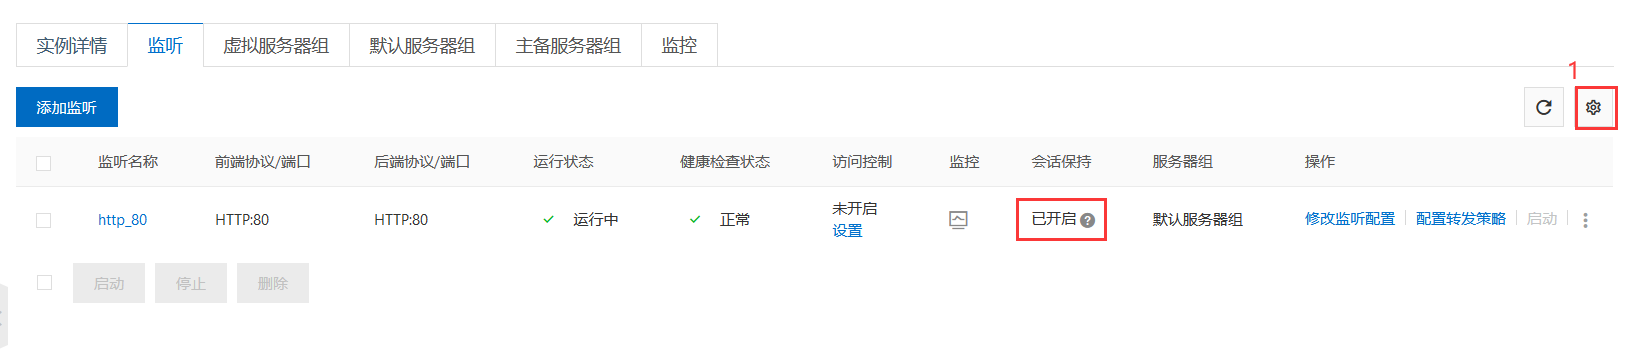 实例详情 监听 虚拟服务器组 默认服务器组 主备服务器组 监控
1
添加监听
监听名称 前端协议/端口 后端协议/端口 运行状态 健康检查状态 访问控制 监控 会话保持 服务器组 操作
http_80 HTTP:80 HTTP:80 运行中 正常 未开启 已开启 ? 默认服务器组 修改监听配置 配置转发策略 启动
设置
启动 停止 删除